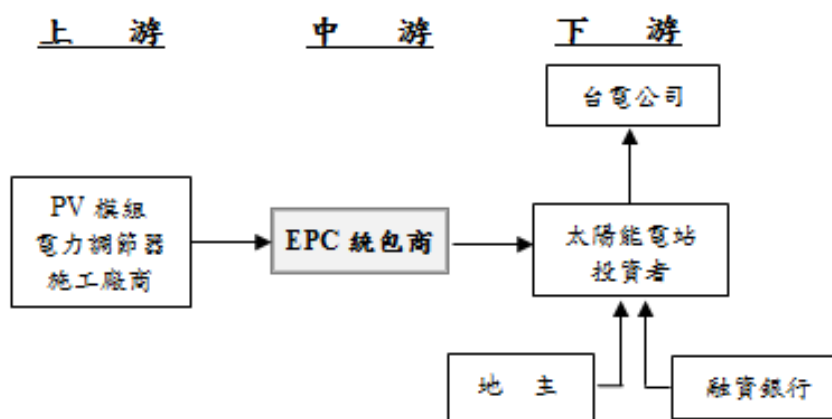 上 游
中 游
下 游
台電公司
PV 模組
電力調節器
施工廠商
EPC 統包商
太陽能電站
投資者
地 主
融資銀行